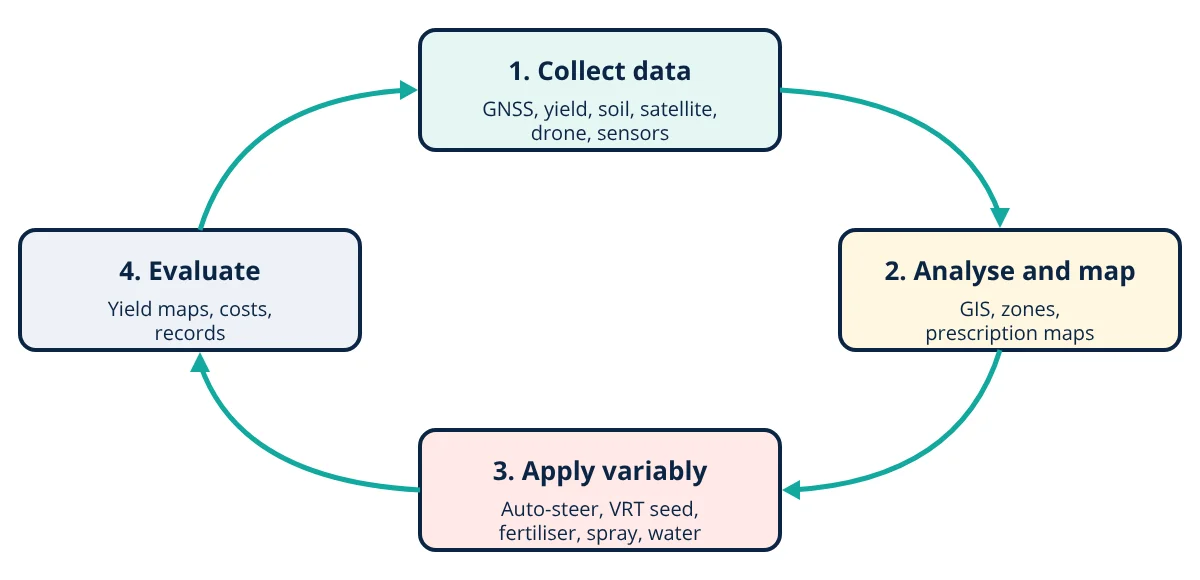 1. Collect data
GNSS, yield, soil, satellite,
drone, sensors
2. Analyse and map
GIS, zones,
prescription maps
3. Apply variably
Auto-steer, VRT seed,
fertiliser, spray, water
4. Evaluate
Yield maps, costs,
records